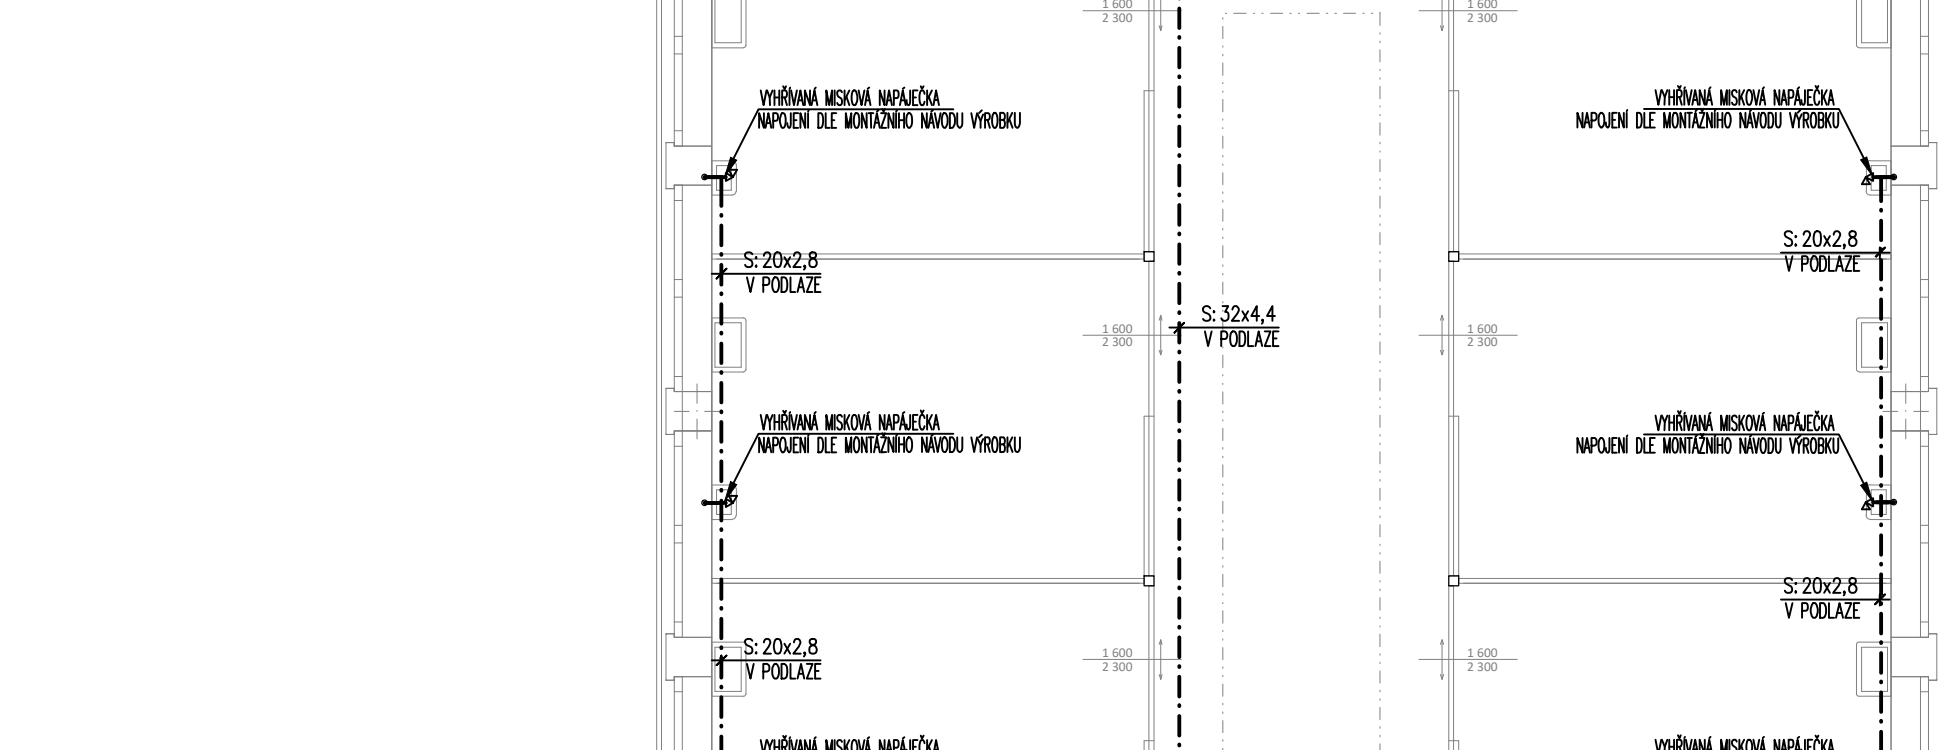 1 600
2 300
1 600
2 300
VYHŘÍVANÁ MISKOVÁ NAPÁJEČKA
NAPOJENÍ DLE MONTÁŽNÍHO NÁVODU VÝROBKU
VYHŘÍVANÁ MISKOVÁ NAPÁJEČKA
NAPOJENÍ DLE MONTÁŽNÍHO NÁVODU VÝROBKU
S: 20x2,8
V PODLAZE
S: 20x2,8
V PODLAZE
S: 32x4,4
V PODLAZE
1 600
2 300
1 600
2 300
VYHŘÍVANÁ MISKOVÁ NAPÁJEČKA
NAPOJENÍ DLE MONTÁŽNÍHO NÁVODU VÝROBKU
VYHŘÍVANÁ MISKOVÁ NAPÁJEČKA
NAPOJENÍ DLE MONTÁŽNÍHO NÁVODU VÝROBKU
S: 20x2,8
V PODLAZE
S: 20x2,8
V PODLAZE
1 600
2 300
1 600
2 300
VYHŘÍVANÁ MISKOVÁ NAPÁJEČKA
VYHŘÍVANÁ MISKOVÁ NAPÁJEČKA